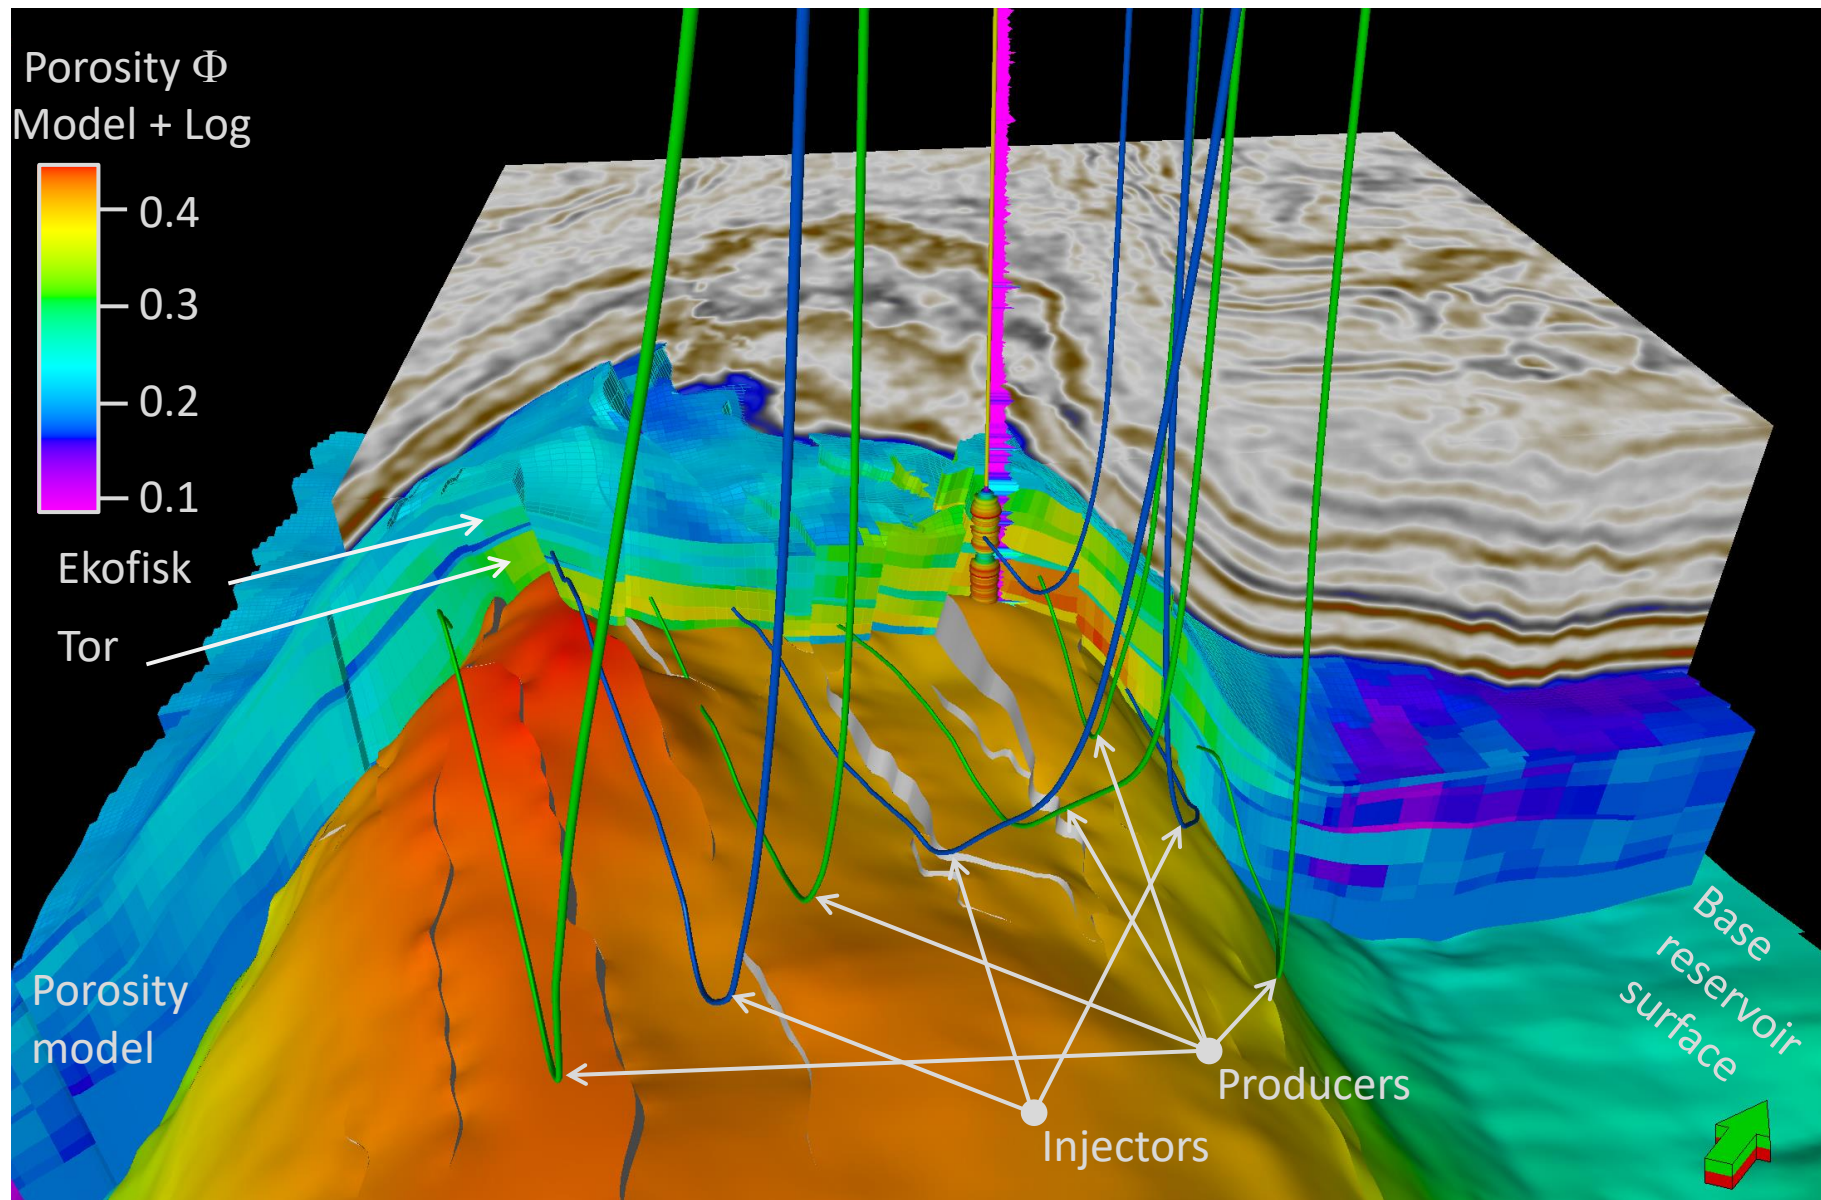 Porosity Φ
Model + Log
0.4
0.3
0.2
0.1
Ekofisk
Tor
Porosity
model
Base
reservoir
surface
Producers
Injectors